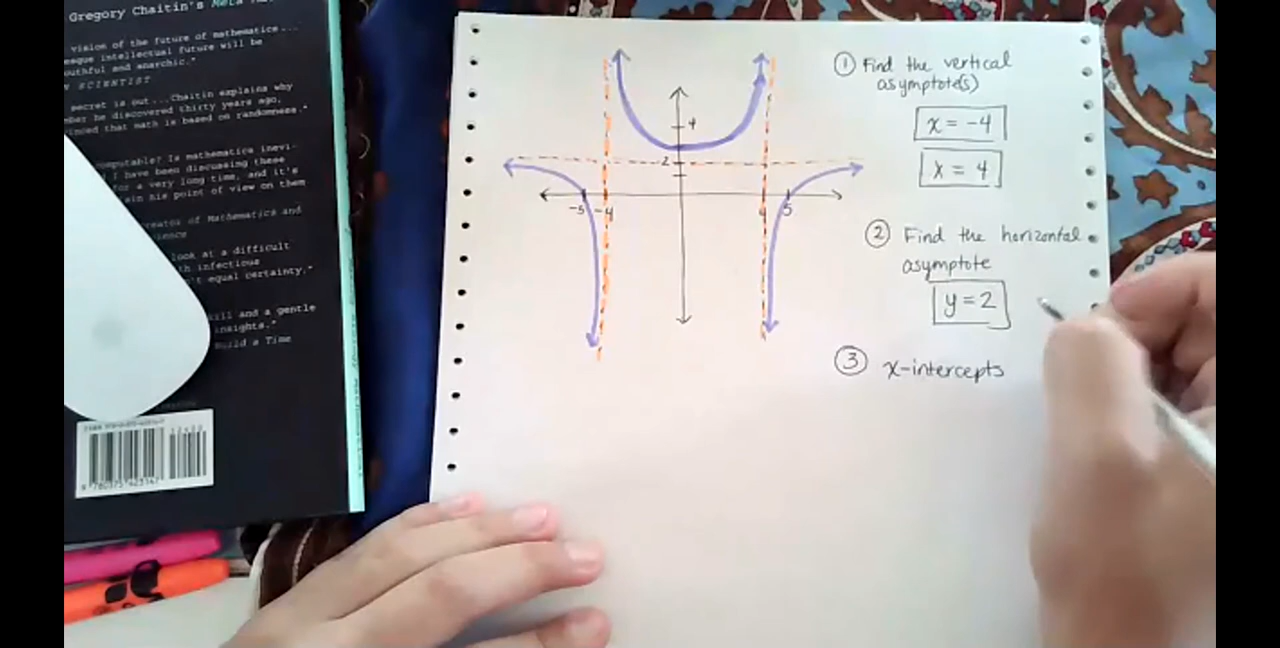 Gregory Chaitin's Meta
vision of the future of mathematics...
intellectual future will be
and anarchic."
SCIENTIST
secret is out...Chaitin explains why
he discovered thirty years ago,
that math is based on randomness."
Is mathematics inevi-
I have been discussing these
for a very long time, and it's
his point of view on them
of Mathematics and
look at a difficult
infectious
equal certainty."
and a gentle
insights."
Build a Time
① Find the vertical
asymptote(s)
x = -4
x = 4
② Find the horizontal
asymptote
y = 2
③ x-intercepts
4
2
-5 -4 4 5